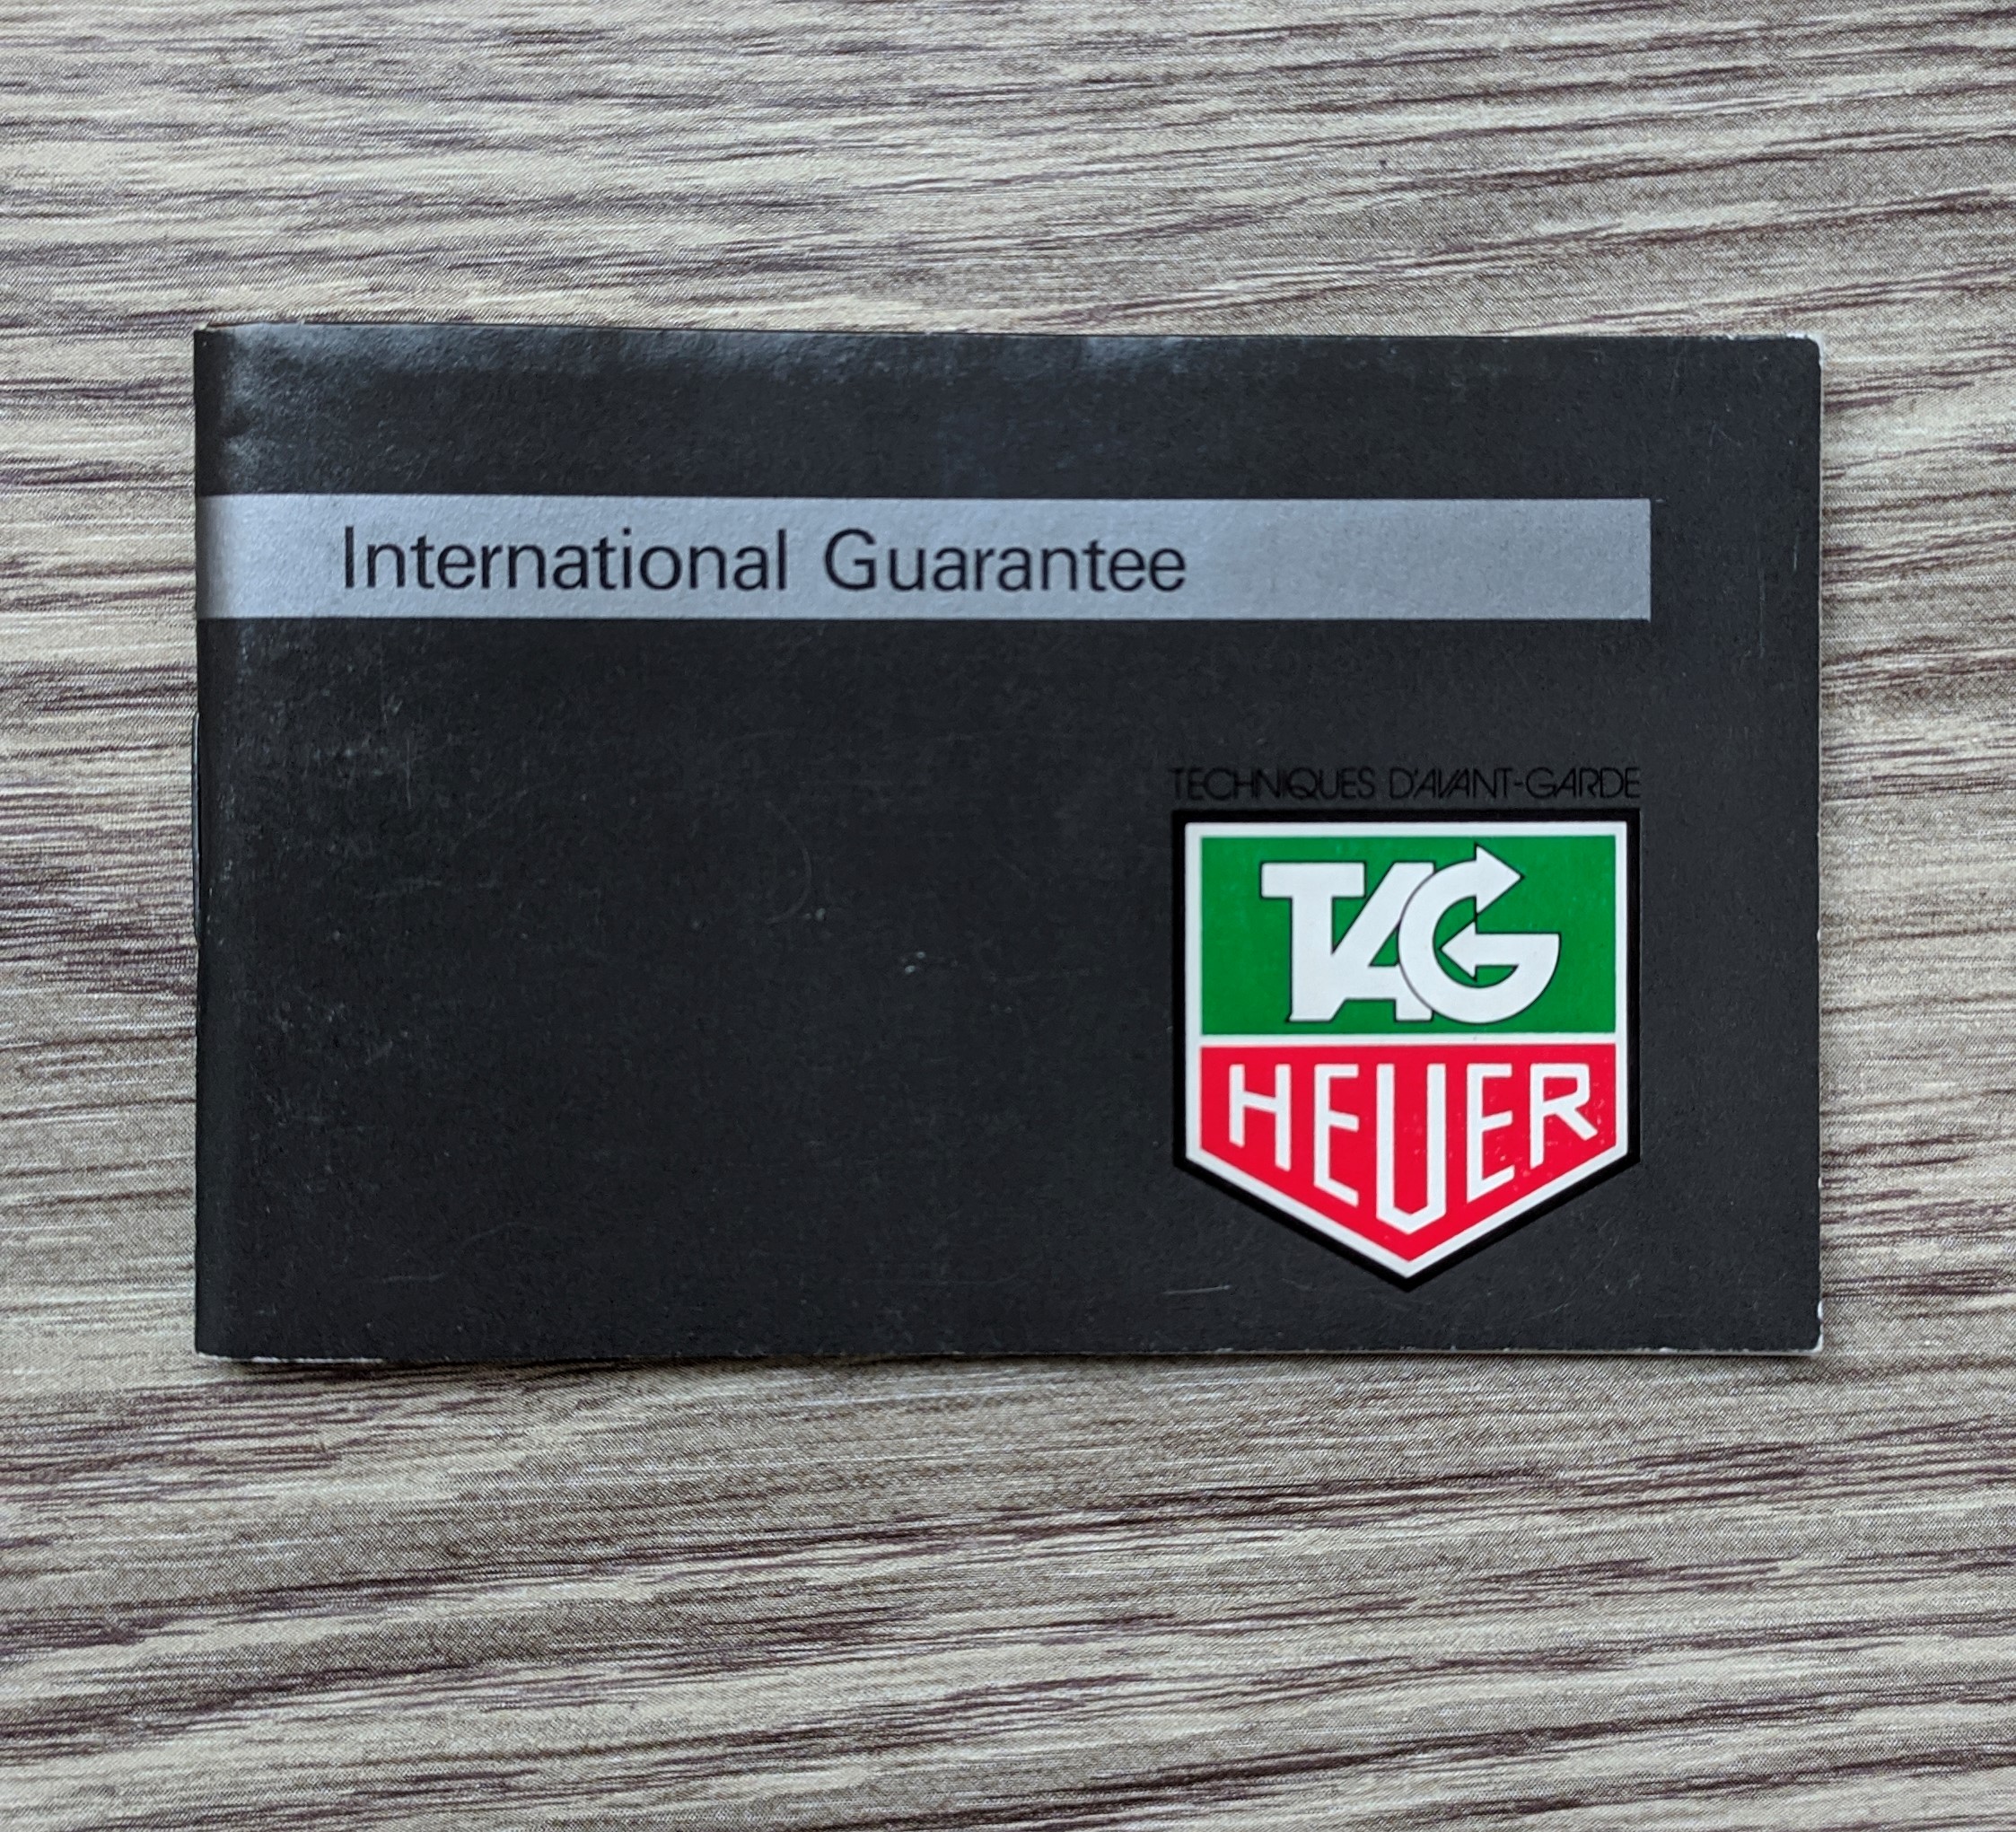 International Guarantee
TECHNIQUES D'AVANT-GARDE
TAG
HEUER